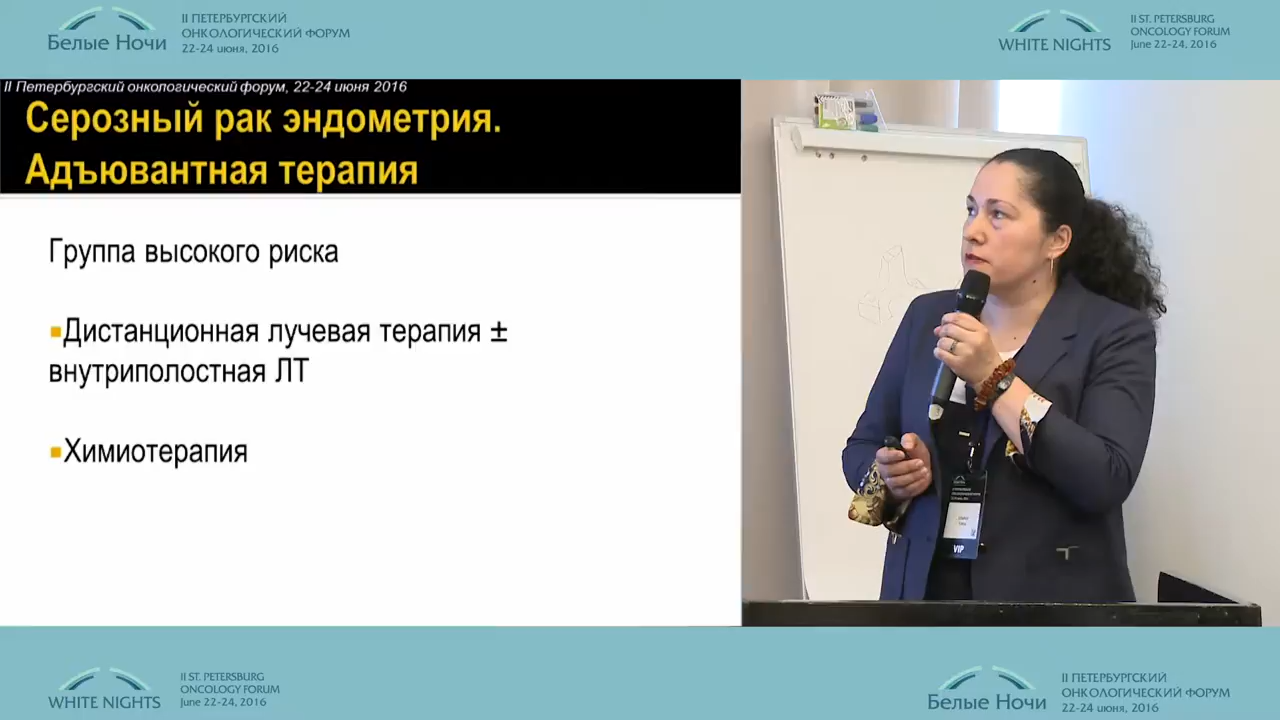 II ПЕТЕРБУРГСКИЙ
ОНКОЛОГИЧЕСКИЙ ФОРУМ
Белые Ночи
22-24 июня, 2016
II ST. PETERSBURG
ONCOLOGY FORUM
WHITE NIGHTS
June 22-24, 2016
II Петербургский онкологический форум, 22-24 июня 2016
Серозный рак эндометрия.
Адъювантная терапия
Группа высокого риска
▪Дистанционная лучевая терапия ±
внутриполостная ЛТ
▪Химиотерапия
VIP
II ST. PETERSBURG
ONCOLOGY FORUM
WHITE NIGHTS
June 22-24, 2016
II ПЕТЕРБУРГСКИЙ
ОНКОЛОГИЧЕСКИЙ ФОРУМ
Белые Ночи
22-24 июня, 2016